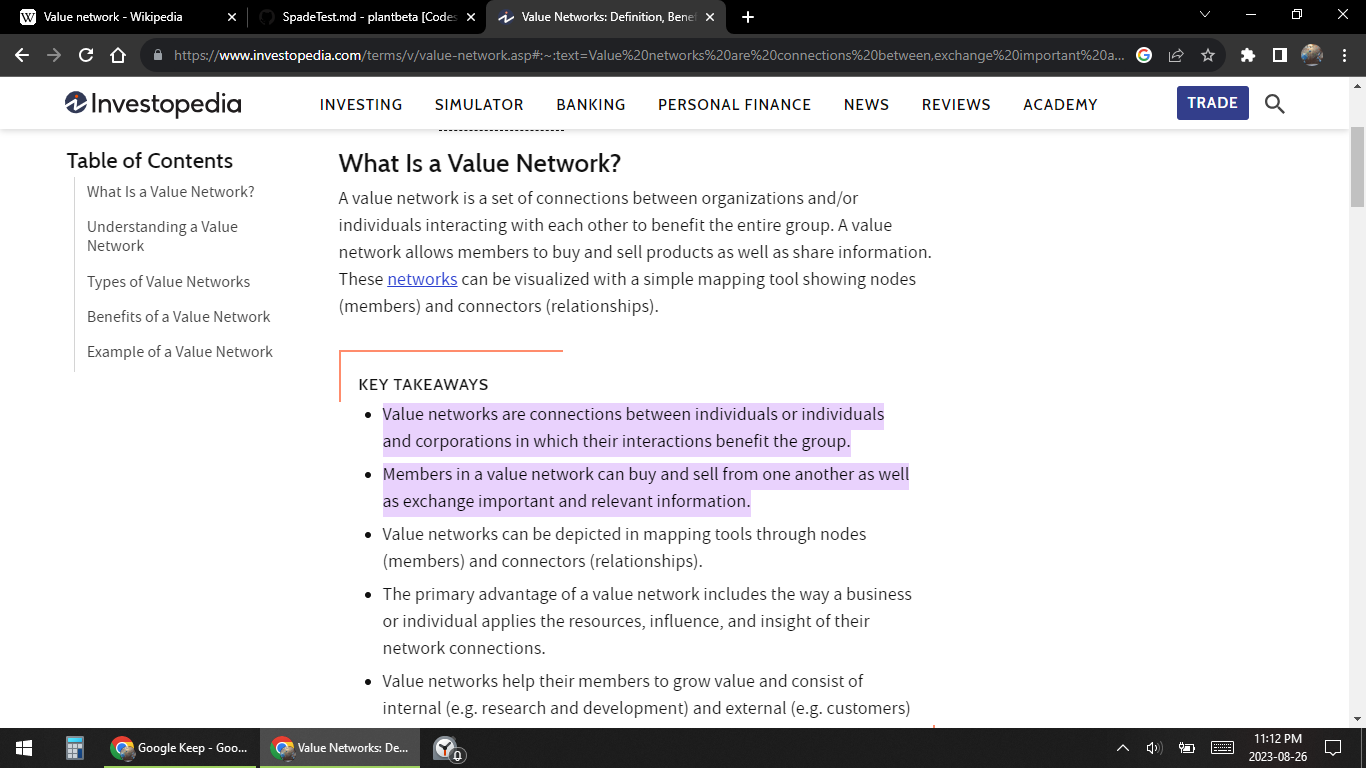 Value network - Wikipedia
SpadeTest.md - plantbeta [Codes
Value Networks: Definition, Benef
https://www.investopedia.com/terms/v/value-network.asp#:~:text=Value%20networks%20are%20connections%20between,exchange%20important%20a...
Investopedia
INVESTING SIMULATOR BANKING PERSONAL FINANCE NEWS REVIEWS ACADEMY
TRADE
Table of Contents
What Is a Value Network?
Understanding a Value
Network
Types of Value Networks
Benefits of a Value Network
Example of a Value Network
What Is a Value Network?
A value network is a set of connections between organizations and/or
individuals interacting with each other to benefit the entire group. A value
network allows members to buy and sell products as well as share information.
These networks can be visualized with a simple mapping tool showing nodes
(members) and connectors (relationships).
KEY TAKEAWAYS
Value networks are connections between individuals or individuals
and corporations in which their interactions benefit the group.
Members in a value network can buy and sell from one another as well
as exchange important and relevant information.
Value networks can be depicted in mapping tools through nodes
(members) and connectors (relationships).
The primary advantage of a value network includes the way a business
or individual applies the resources, influence, and insight of their
network connections.
Value networks help their members to grow value and consist of
internal (e.g. research and development) and external (e.g. customers)
Google Keep - Goo...
Value Networks: De...
0
11:12 PM
2023-08-26